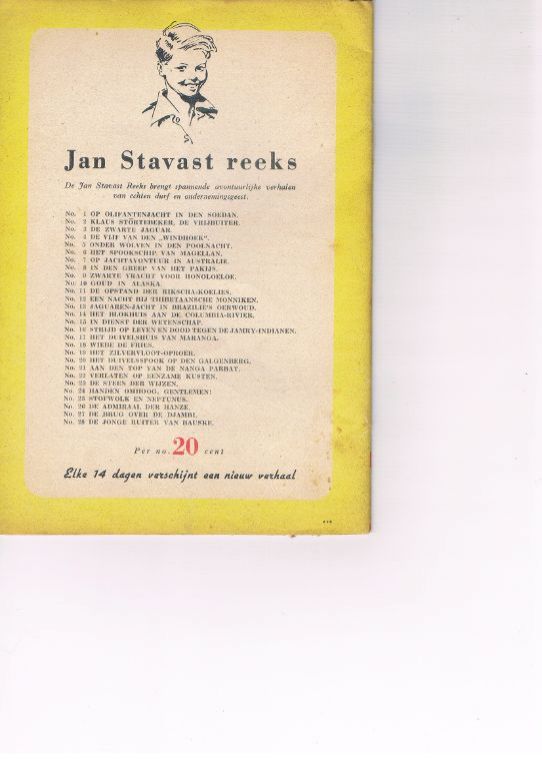 Jan Stavast reeks
De Jan Stavast Reeks brengt spannende avontuurlijke verhalen
van echten durf en ondernemingsgeest.
No. 1 OP OLIFANTENJACHT IN DEN SOEDAN.
No. 2 KLAUS STÖRTEBEKER, DE VRIJBUITER.
No. 3 DE ZWARTE JAGUAR.
No. 4 DE VIJF VAN DEN „WINDHOEK".
No. 5 ONDER WOLVEN IN DEN POOLNACHT.
No. 6 HET SPOOKSCHIP VAN MAGELLAN.
No. 7 OP JACHTAVONTUUR IN AUSTRALIE.
No. 8 IN DEN GREEP VAN HET PAKIJS.
No. 9 ZWARTE VRACHT VOOR HONOLOELOE.
No. 10 GOUD IN ALASKA.
No. 11 DE OPSTAND DER RIKSCHA-KOELIES.
No. 12 EEN NACHT BIJ THIBETAANSCHE MONNIKEN.
No. 13 JAGUAREN-JACHT IN BRAZILIE'S OERWOUD.
No. 14 HET BLOKHUIS AAN DE COLUMBIA-RIVIER.
No. 15 IN DIENST DER WETENSCHAP.
No. 16 STRIJD OP LEVEN EN DOOD TEGEN DE JAMRY-INDIANEN.
No. 17 HET DUIVELSHUIS VAN MARANOA.
No. 18 WIEBE DE FRIES.
No. 19 HET ZILVERVLOOT-OPROER.
No. 20 HET DUIVELSSPOOK OP DEN GALGENBERG.
No. 21 AAN DEN TOP VAN DE NANGA PARBAT.
No. 22 VERLATEN OP EENZAME KUSTEN.
No. 23 DE STEEN DER WIJZEN.
No. 24 HANDEN OMHOOG, GENTLEMEN!
No. 25 STOFWOLK EN NEPTUNUS.
No. 26 DE ADMIRAAL DER HANZE.
No. 27 DE BRUG OVER DE DJAMBI.
No. 28 DE JONGE RUITER VAN BAUSKE.
Per no. 20 cent
Elke 14 dagen verschijnt een nieuw verhaal